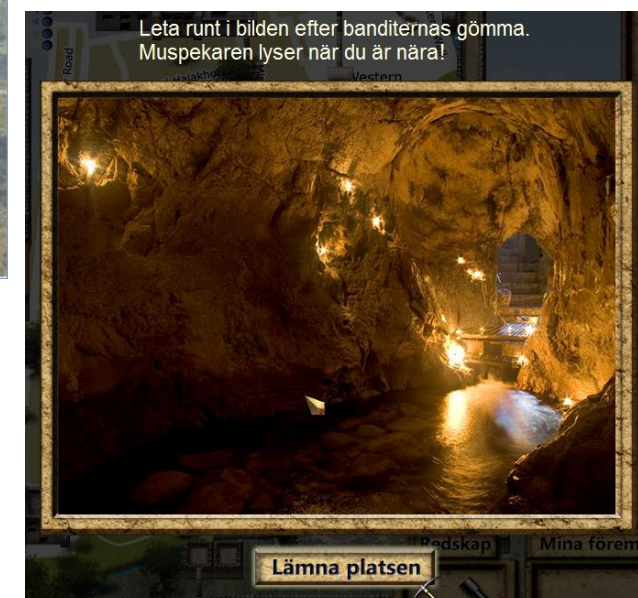 Leta runt i bilden efter banditernas gömma.
Muspekaren lyser när du är nära!
Road
Malakhof
Western
Redskap
Mina förem
Lämna platsen